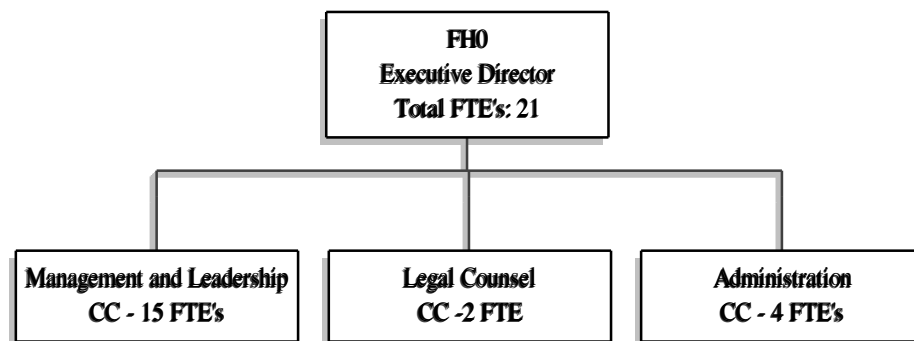 FH0
Executive Director
Total FTE's: 21
Management and Leadership
CC - 15 FTE's
Legal Counsel
CC -2 FTE
Administration
CC - 4 FTE's